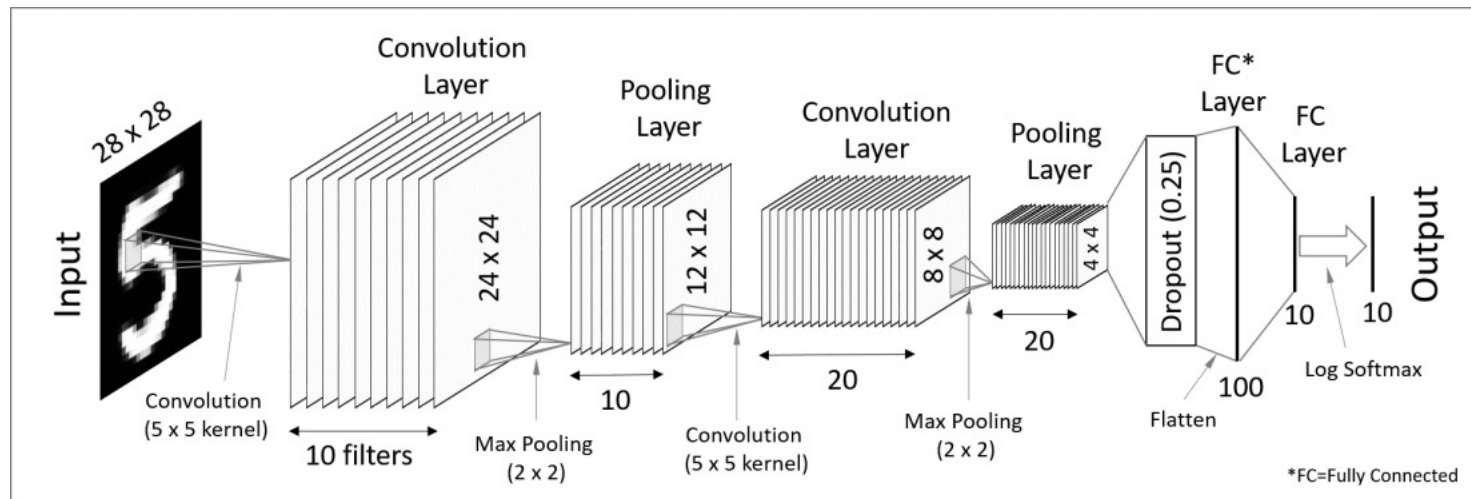 Input
28 x 28
Convolution
(5 x 5 kernel)
Convolution
Layer
24 x 24
10 filters
Max Pooling
(2 x 2)
Pooling
Layer
12 x 12
10
Convolution
(5 x 5 kernel)
Convolution
Layer
8 x 8
20
Max Pooling
(2 x 2)
Pooling
Layer
4 x 4
20
Dropout (0.25)
Flatten
FC*
Layer
100
FC
Layer
10
Log Softmax
10
Output
*FC=Fully Connected